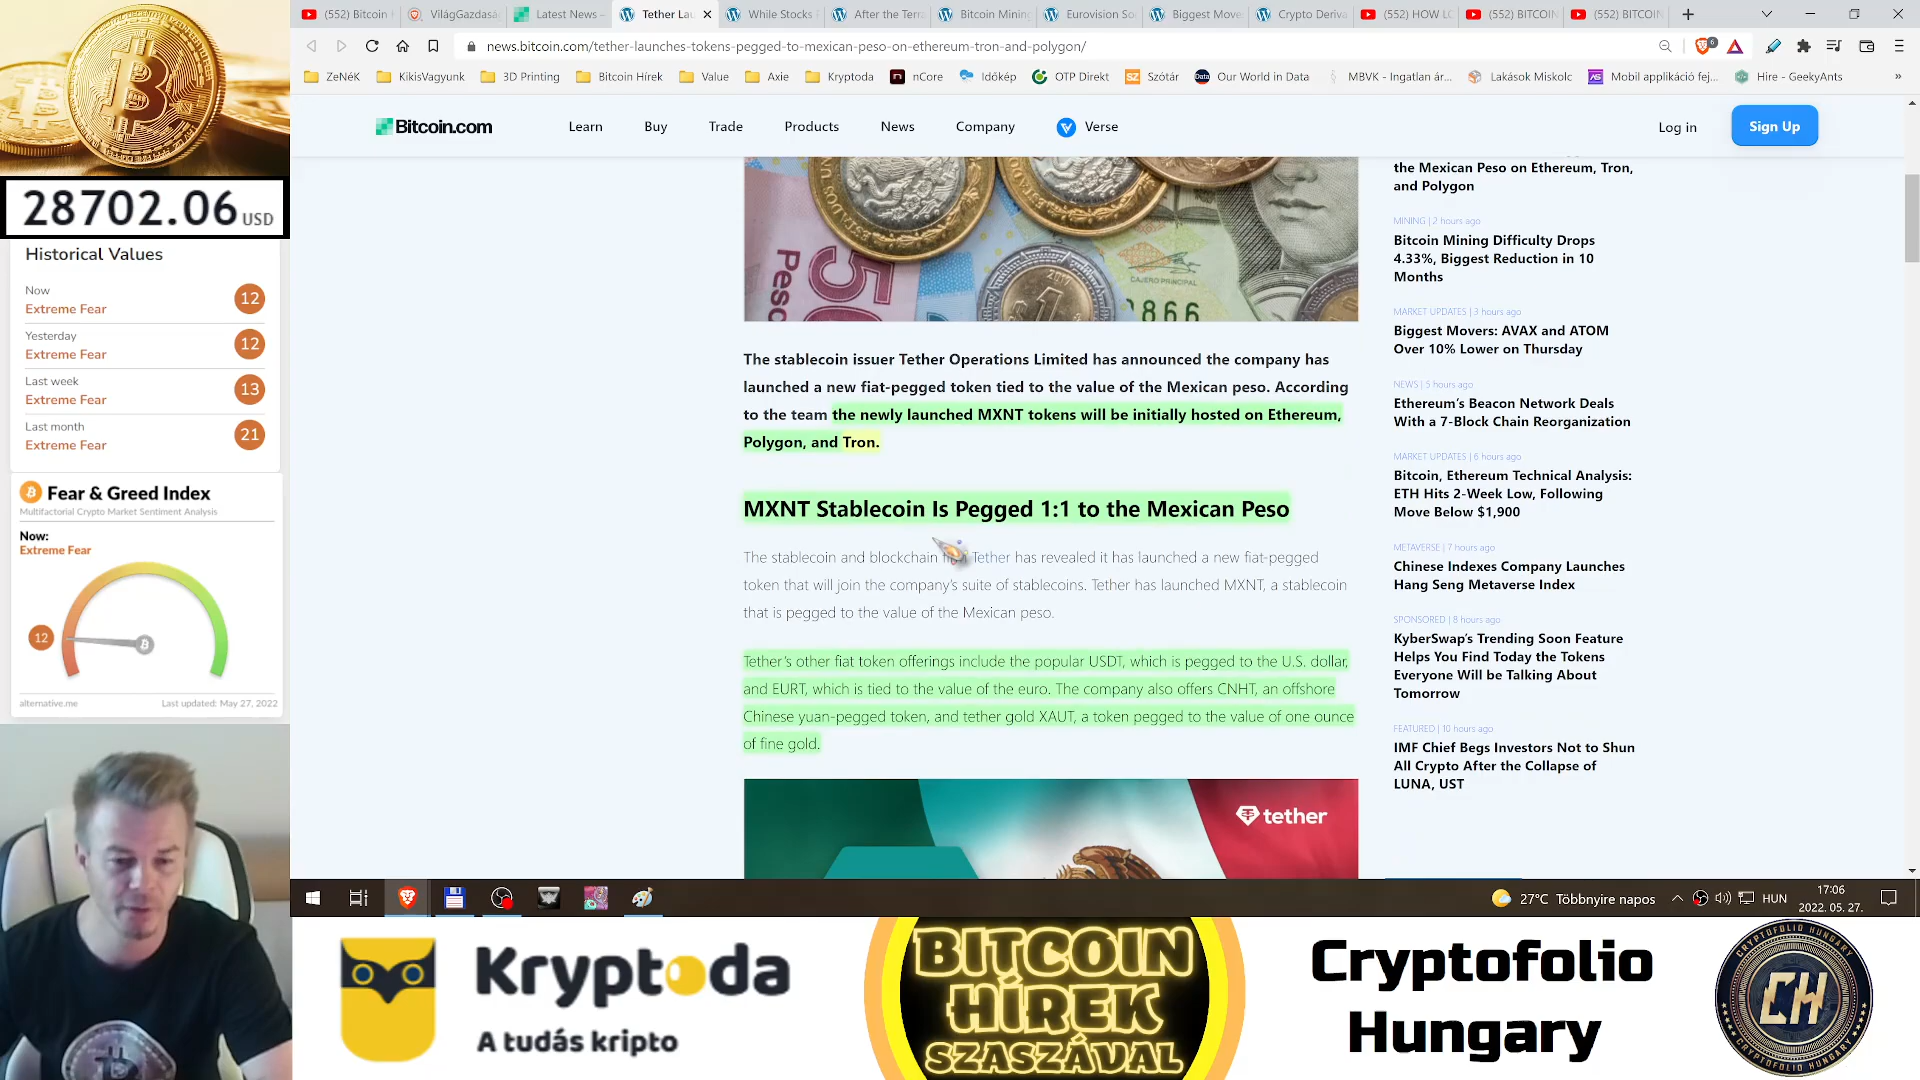 (552) Bitcoin
VilágGazdasá
Latest News –
Tether La
While Stocks
After the Terra
Bitcoin Minin
Eurovision So
Biggest Move
Crypto Deriva
(552) HOW LO
(552) BITCOIN
(552) BITCOIN
news.bitcoin.com/tether-launches-tokens-pegged-to-mexican-peso-on-ethereum-tron-and-polygon/
6
ZeNéK
KikisVagyunk
3D Printing
Bitcoin Hírek
Value
Axie
Kryptoda
nCore
Időkép
OTP Direkt
SZ Szótár
Our World in Data
MBVK - Ingatlan ár...
Lakások Miskolc
Mobil applikáció fej...
Hire - GeekyAnts
»
Bitcoin.com
Learn
Buy
Trade
Products
News
Company
Verse
Log in
Sign Up
28702.06 USD
Historical Values
Now
Extreme Fear
12
Yesterday
Extreme Fear
12
Last week
Extreme Fear
13
Last month
Extreme Fear
21
Fear & Greed Index
Multifactorial Crypto Market Sentiment Analysis
Now:
Extreme Fear
12
alternative.me
Last updated: May 27, 2022
Peso
50
CAJERO PRINCIPAL
866
The stablecoin issuer Tether Operations Limited has announced the company has
launched a new fiat-pegged token tied to the value of the Mexican peso. According
to the team the newly launched MXNT tokens will be initially hosted on Ethereum,
Polygon, and Tron.
MXNT Stablecoin Is Pegged 1:1 to the Mexican Peso
The stablecoin and blockchain Tether has revealed it has launched a new fiat-pegged
token that will join the company's suite of stablecoins. Tether has launched MXNT, a stablecoin
that is pegged to the value of the Mexican peso.
Tether's other fiat token offerings include the popular USDT, which is pegged to the U.S. dollar,
and EURT, which is tied to the value of the euro. The company also offers CNHT, an offshore
Chinese yuan-pegged token, and tether gold XAUT, a token pegged to the value of one ounce
of fine gold.
tether
the Mexican Peso on Ethereum, Tron,
and Polygon
MINING | 2 hours ago
Bitcoin Mining Difficulty Drops
4.33%, Biggest Reduction in 10
Months
MARKET UPDATES | 3 hours ago
Biggest Movers: AVAX and ATOM
Over 10% Lower on Thursday
NEWS | 5 hours ago
Ethereum's Beacon Network Deals
With a 7-Block Chain Reorganization
MARKET UPDATES | 6 hours ago
Bitcoin, Ethereum Technical Analysis:
ETH Hits 2-Week Low, Following
Move Below $1,900
METAVERSE | 7 hours ago
Chinese Indexes Company Launches
Hang Seng Metaverse Index
SPONSORED | 8 hours ago
KyberSwap's Trending Soon Feature
Helps You Find Today the Tokens
Everyone Will be Talking About
Tomorrow
FEATURED | 10 hours ago
IMF Chief Begs Investors Not to Shun
All Crypto After the Collapse of
LUNA, UST
27°C Többnyire napos
HUN
17:06
2022. 05. 27.
Kryptoda
A tudás kripto
BITCOIN
HÍREK
SZASZÁVAL
Cryptofolio
Hungary
CRYPTOFOLIO HUNGARY
CH
CRYPTOFOLIO HUNGARY